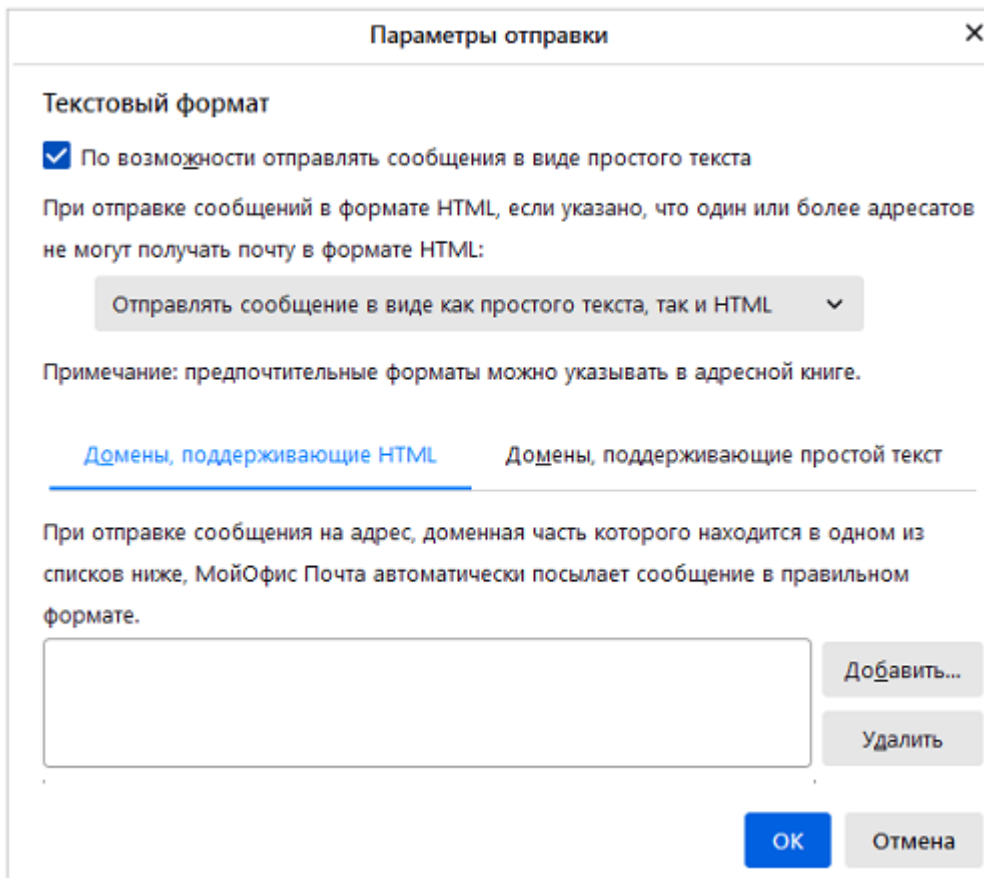 Параметры отправки
Текстовый формат
По возможности отправлять сообщения в виде простого текста
При отправке сообщений в формате HTML, если указано, что один или более адресатов
не могут получать почту в формате HTML:
Отправлять сообщение в виде как простого текста, так и HTML
Примечание: предпочтительные форматы можно указывать в адресной книге.
Домены, поддерживающие HTML
Домены, поддерживающие простой текст
При отправке сообщения на адрес, доменная часть которого находится в одном из
списков ниже, МойОфис Почта автоматически посылает сообщение в правильном
формате.
Добавить...
Удалить
ОК
Отмена